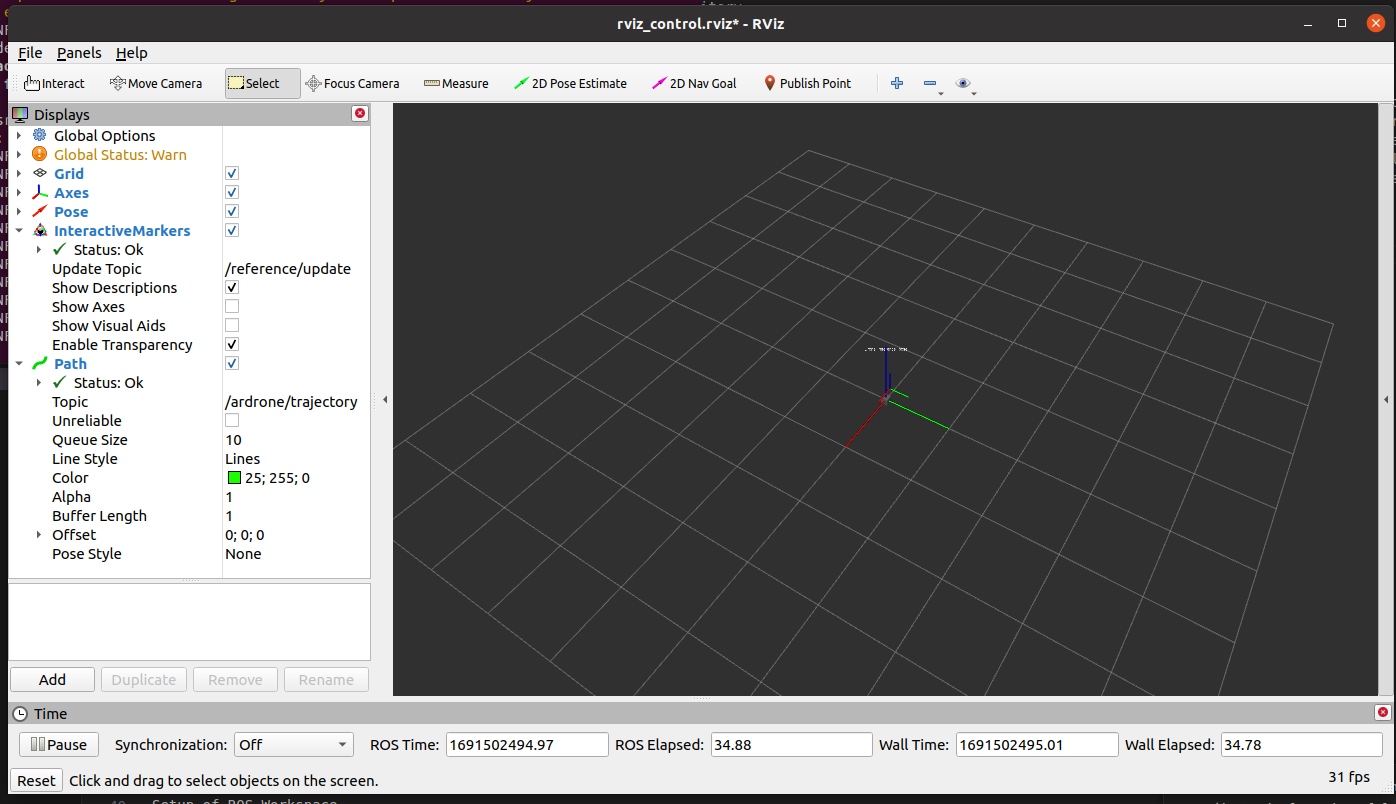 rviz_control.rviz* - RViz
File Panels Help
Interact Move Camera Select Focus Camera Measure 2D Pose Estimate 2D Nav Goal Publish Point
Displays
Global Options
Global Status: Warn
Grid
Axes
Pose
InteractiveMarkers
Status: Ok
Update Topic /reference/update
Show Descriptions
Show Axes
Show Visual Aids
Enable Transparency
Path
Status: Ok
Topic /ardrone/trajectory
Unreliable
Queue Size 10
Line Style Lines
Color 25; 255; 0
Alpha 1
Buffer Length 1
Offset 0; 0; 0
Pose Style None
Add Duplicate Remove Rename
Time
Pause Synchronization: Off ROS Time: 1691502494.97 ROS Elapsed: 34.88 Wall Time: 1691502495.01 Wall Elapsed: 34.78
Reset Click and drag to select objects on the screen. 31 fps